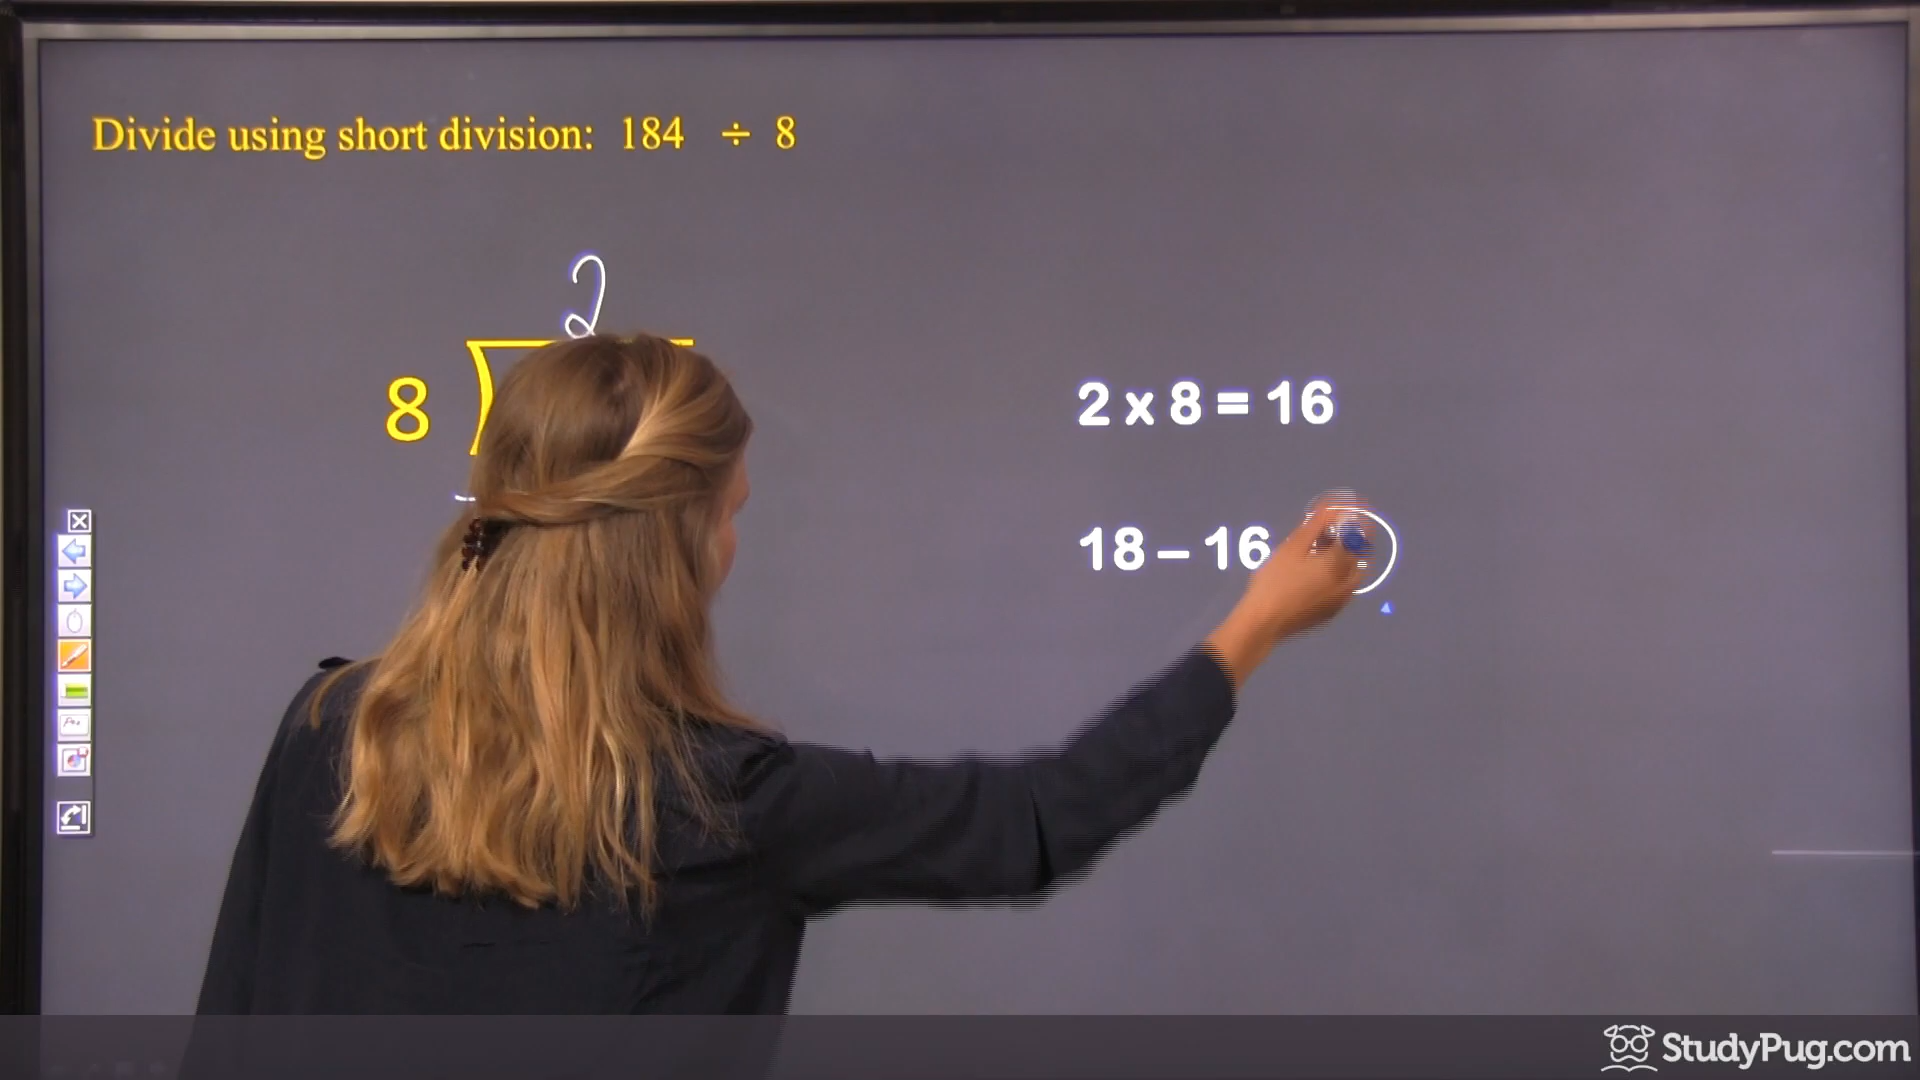 Divide using short division: 184 ÷ 8
2
8
2 x 8 = 16
18 – 16
StudyPug.com